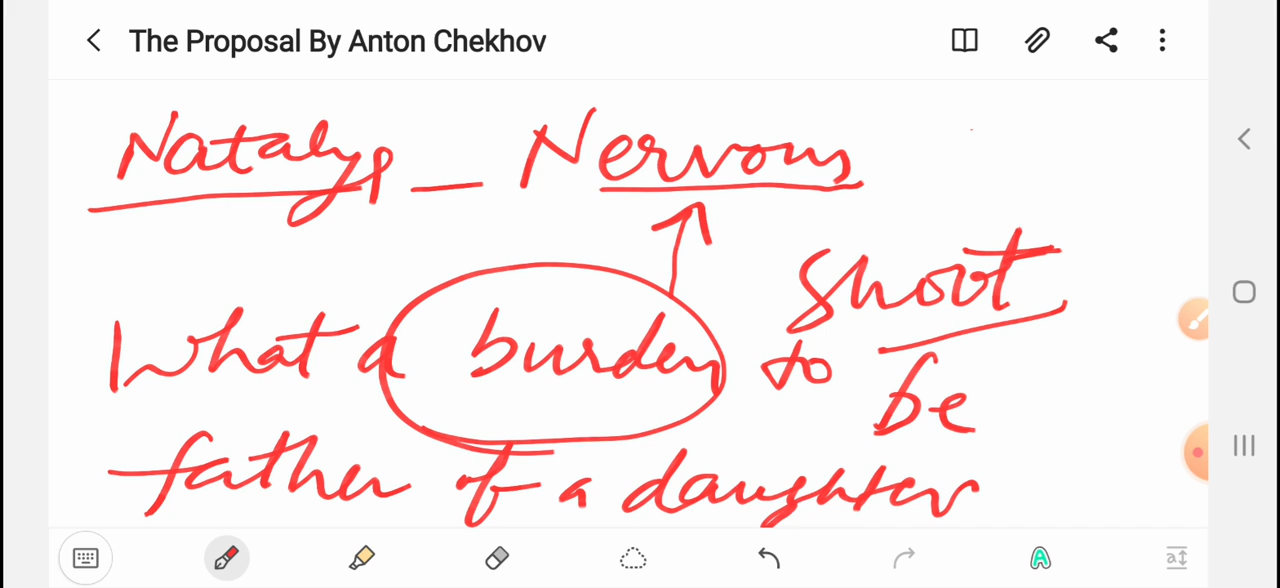 The Proposal By Anton Chekhov
Natalya — Nervous
shoot
What a burden to be
father of a daughter